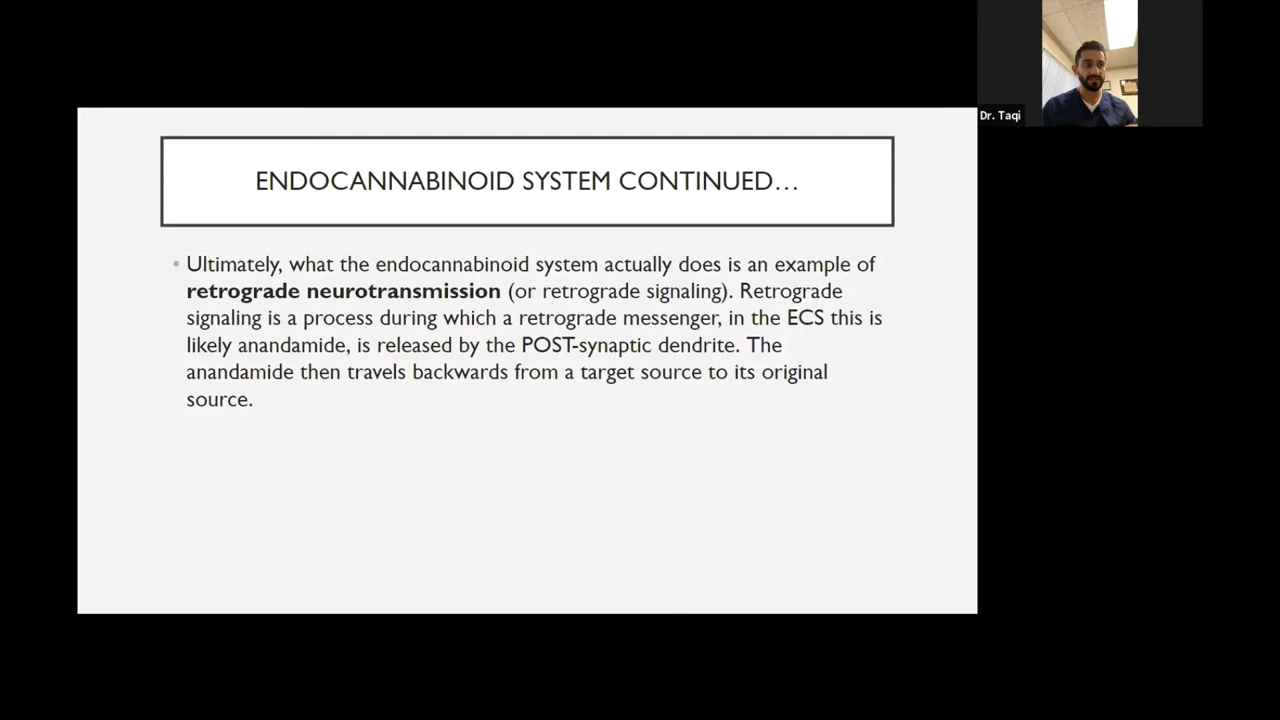 Dr. Taqi
ENDOCANNABINOID SYSTEM CONTINUED…
• Ultimately, what the endocannabinoid system actually does is an example of
retrograde neurotransmission (or retrograde signaling). Retrograde
signaling is a process during which a retrograde messenger, in the ECS this is
likely anandamide, is released by the POST-synaptic dendrite. The
anandamide then travels backwards from a target source to its original
source.